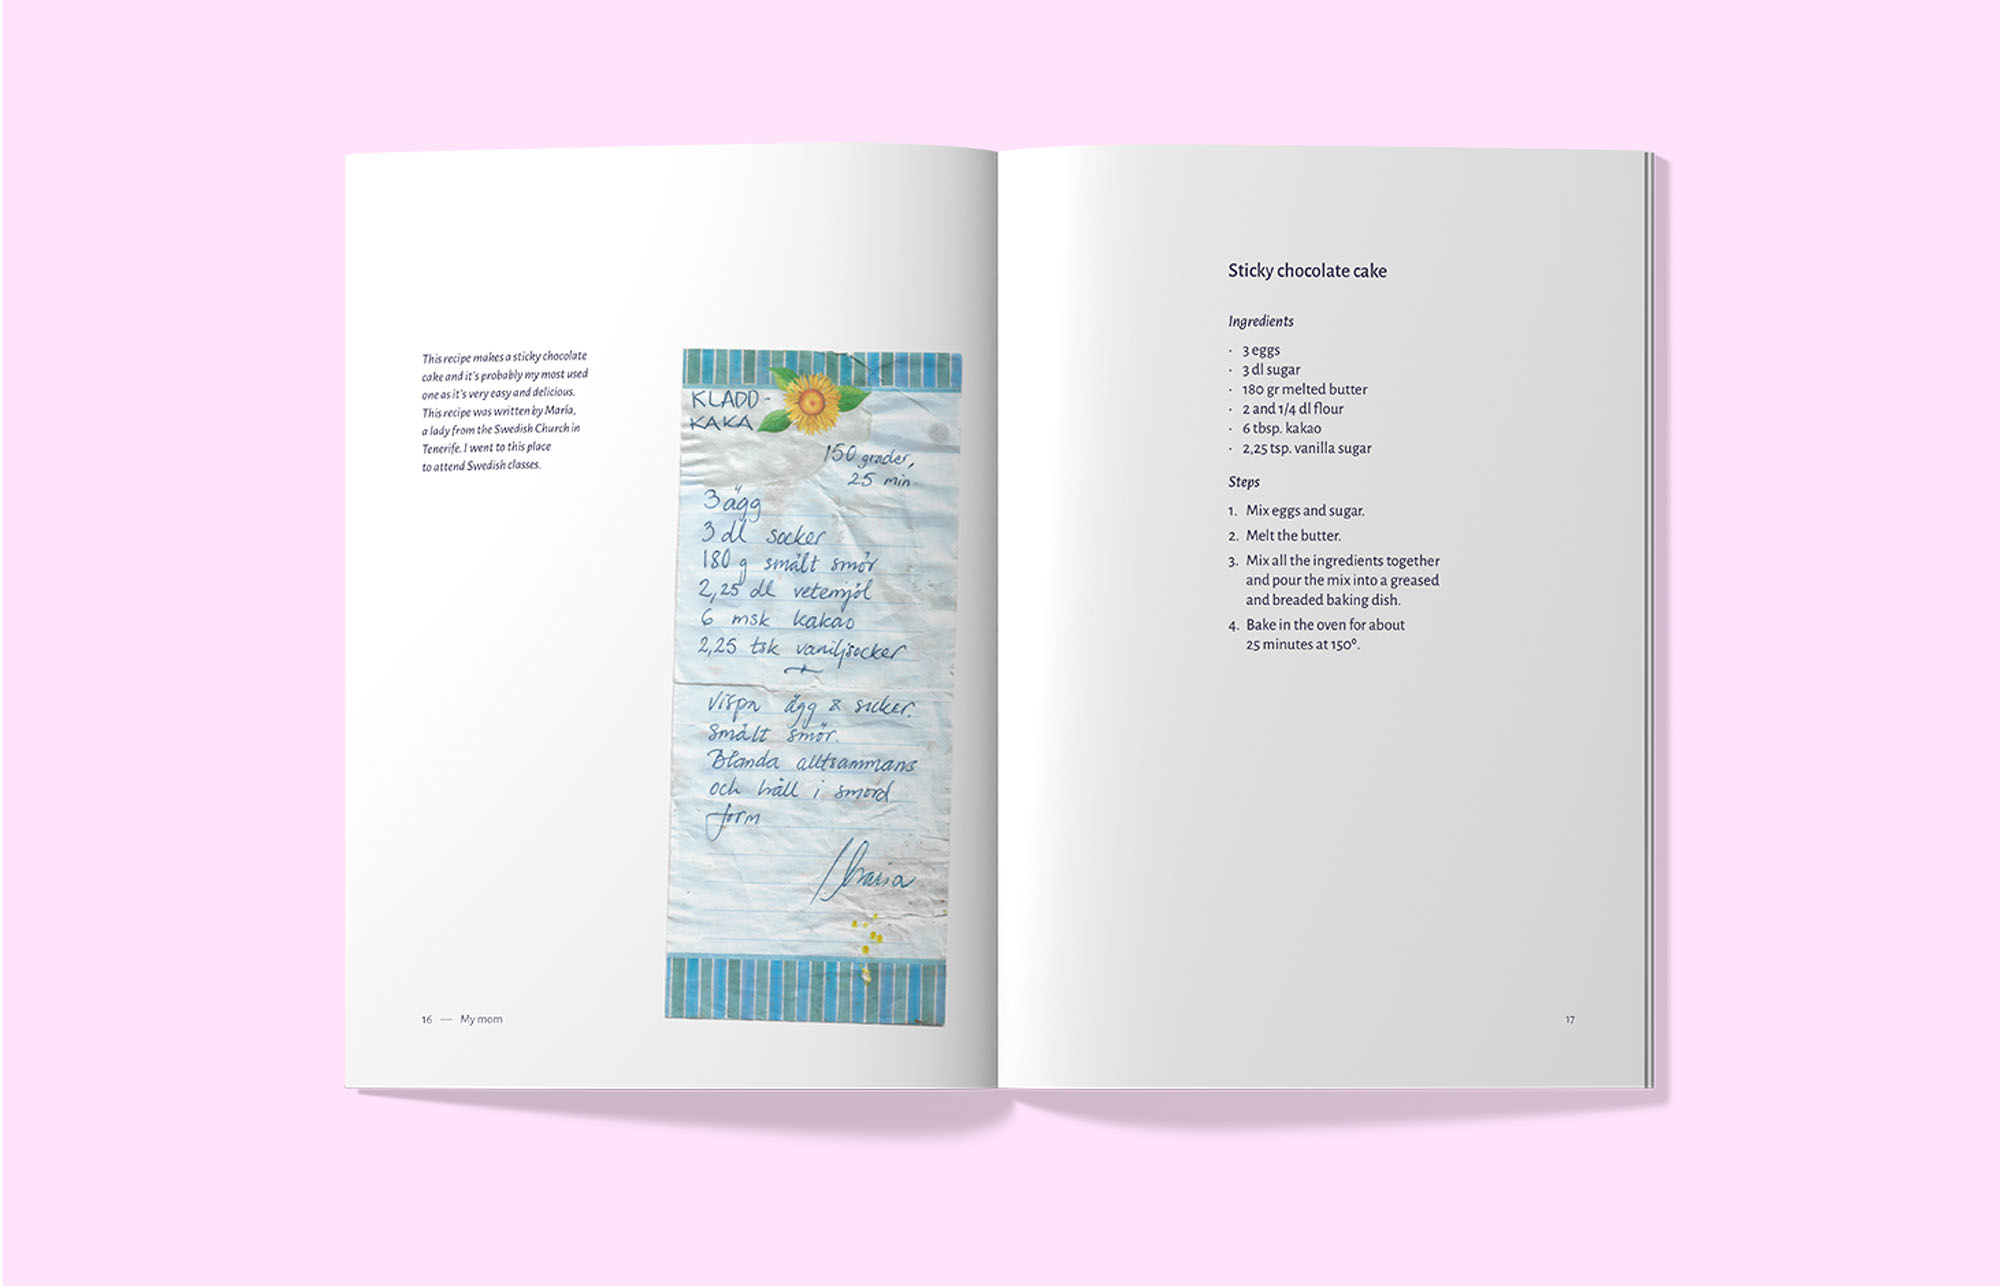 This recipe makes a sticky chocolate
cake and it's probably my most used
one as it's very easy and delicious.
This recipe was written by María,
a lady from the Swedish Church in
Tenerife. I went to this place
to attend Swedish classes.
KLADD-
KAKA
150 grader,
25 min.
3 ägg
3 dl socker
180 g smält smör
2,25 dl vetemjöl
6 msk kakao
2,25 tsk vaniljsocker
Vispa ägg & socker.
Smält smör.
Blanda alltsammans
och häll i smord
form
Maria
16 — My mom
Sticky chocolate cake
Ingredients
· 3 eggs
· 3 dl sugar
· 180 gr melted butter
· 2 and 1/4 dl flour
· 6 tbsp. kakao
· 2,25 tsp. vanilla sugar
Steps
1. Mix eggs and sugar.
2. Melt the butter.
3. Mix all the ingredients together
and pour the mix into a greased
and breaded baking dish.
4. Bake in the oven for about
25 minutes at 150º.
17